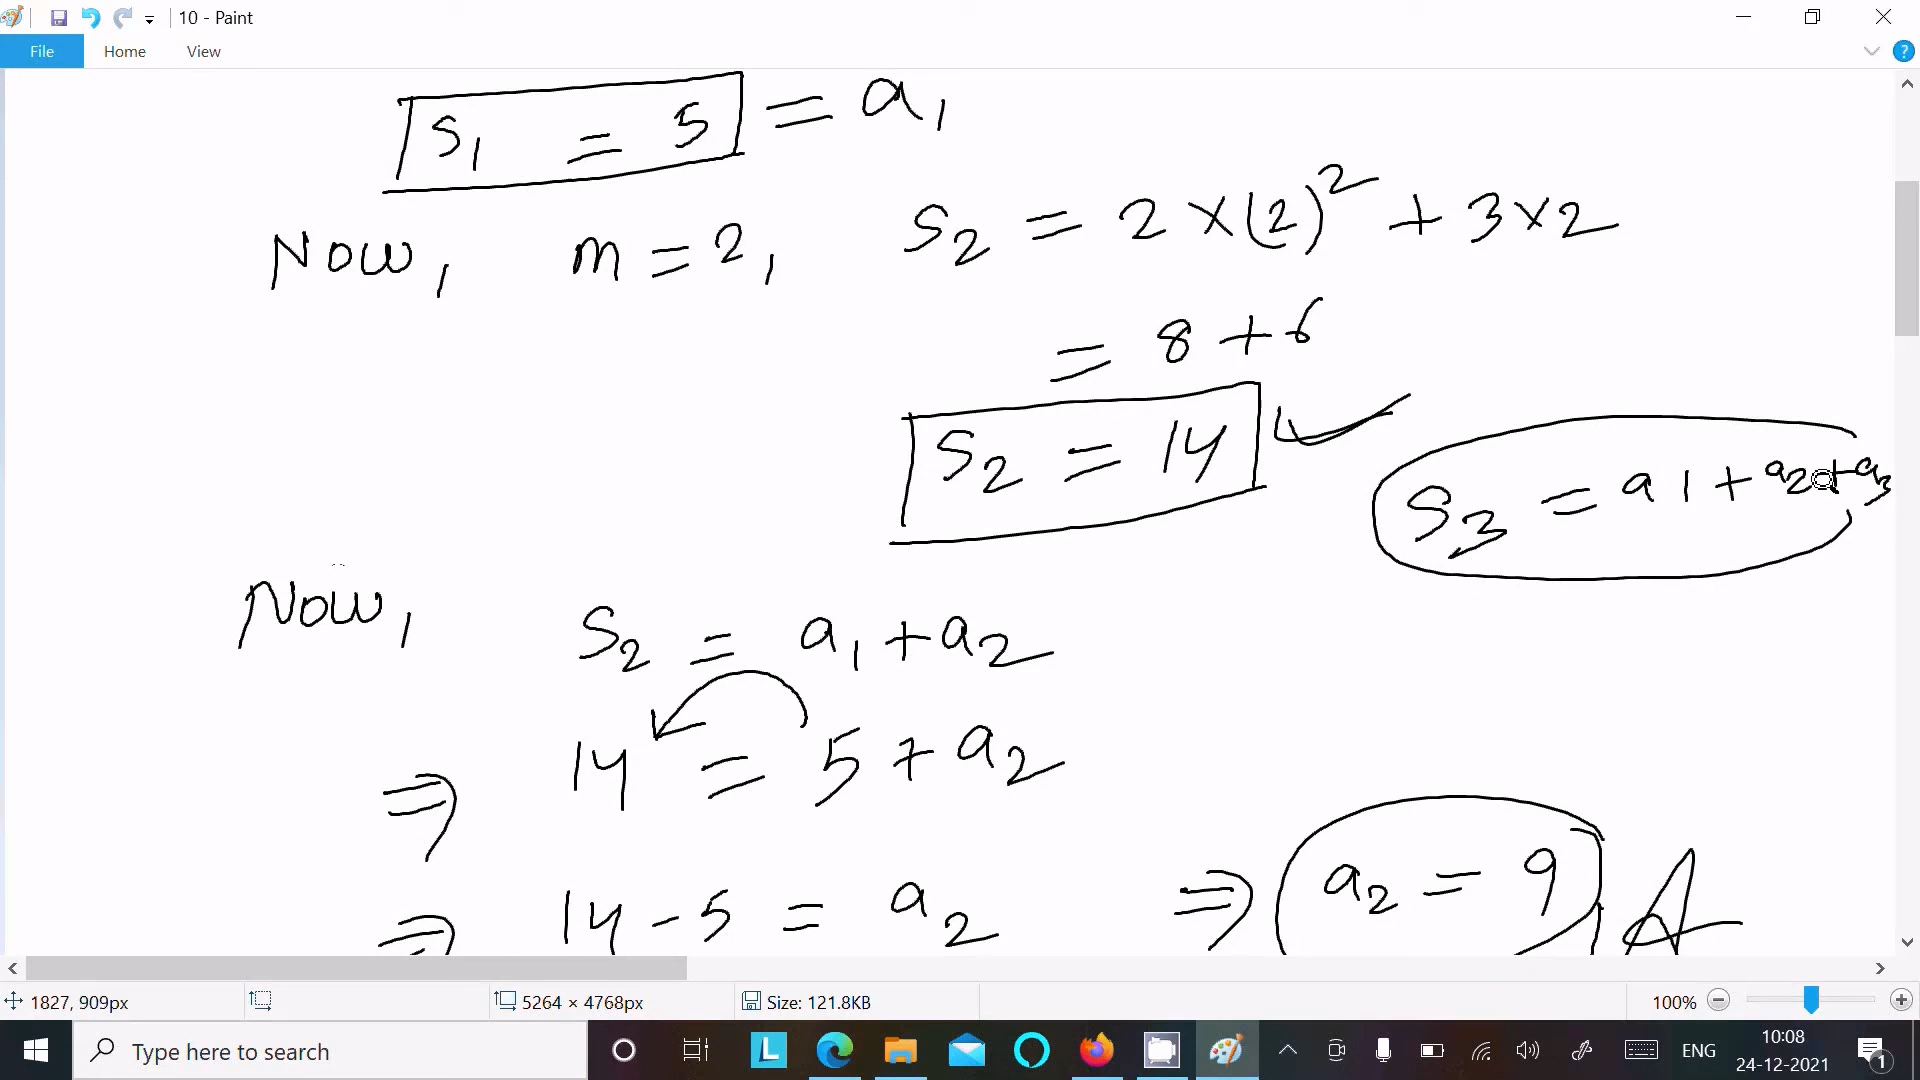 10 - Paint
File Home View
S₁ = 5 = a₁
Now, m = 2, S₂ = 2 × (2)² + 3 × 2
= 8 + 6
S₂ = 14
S₃ = a1 + a₂ + a₃
Now, S₂ = a₁ + a₂
⇒ 14 = 5 + a₂
⇒ 14 - 5 = a₂ ⇒ a₂ = 9 A
1827, 909px 5264 × 4768px Size: 121.8KB 100%
Type here to search ENG 10:08
24-12-2021 1